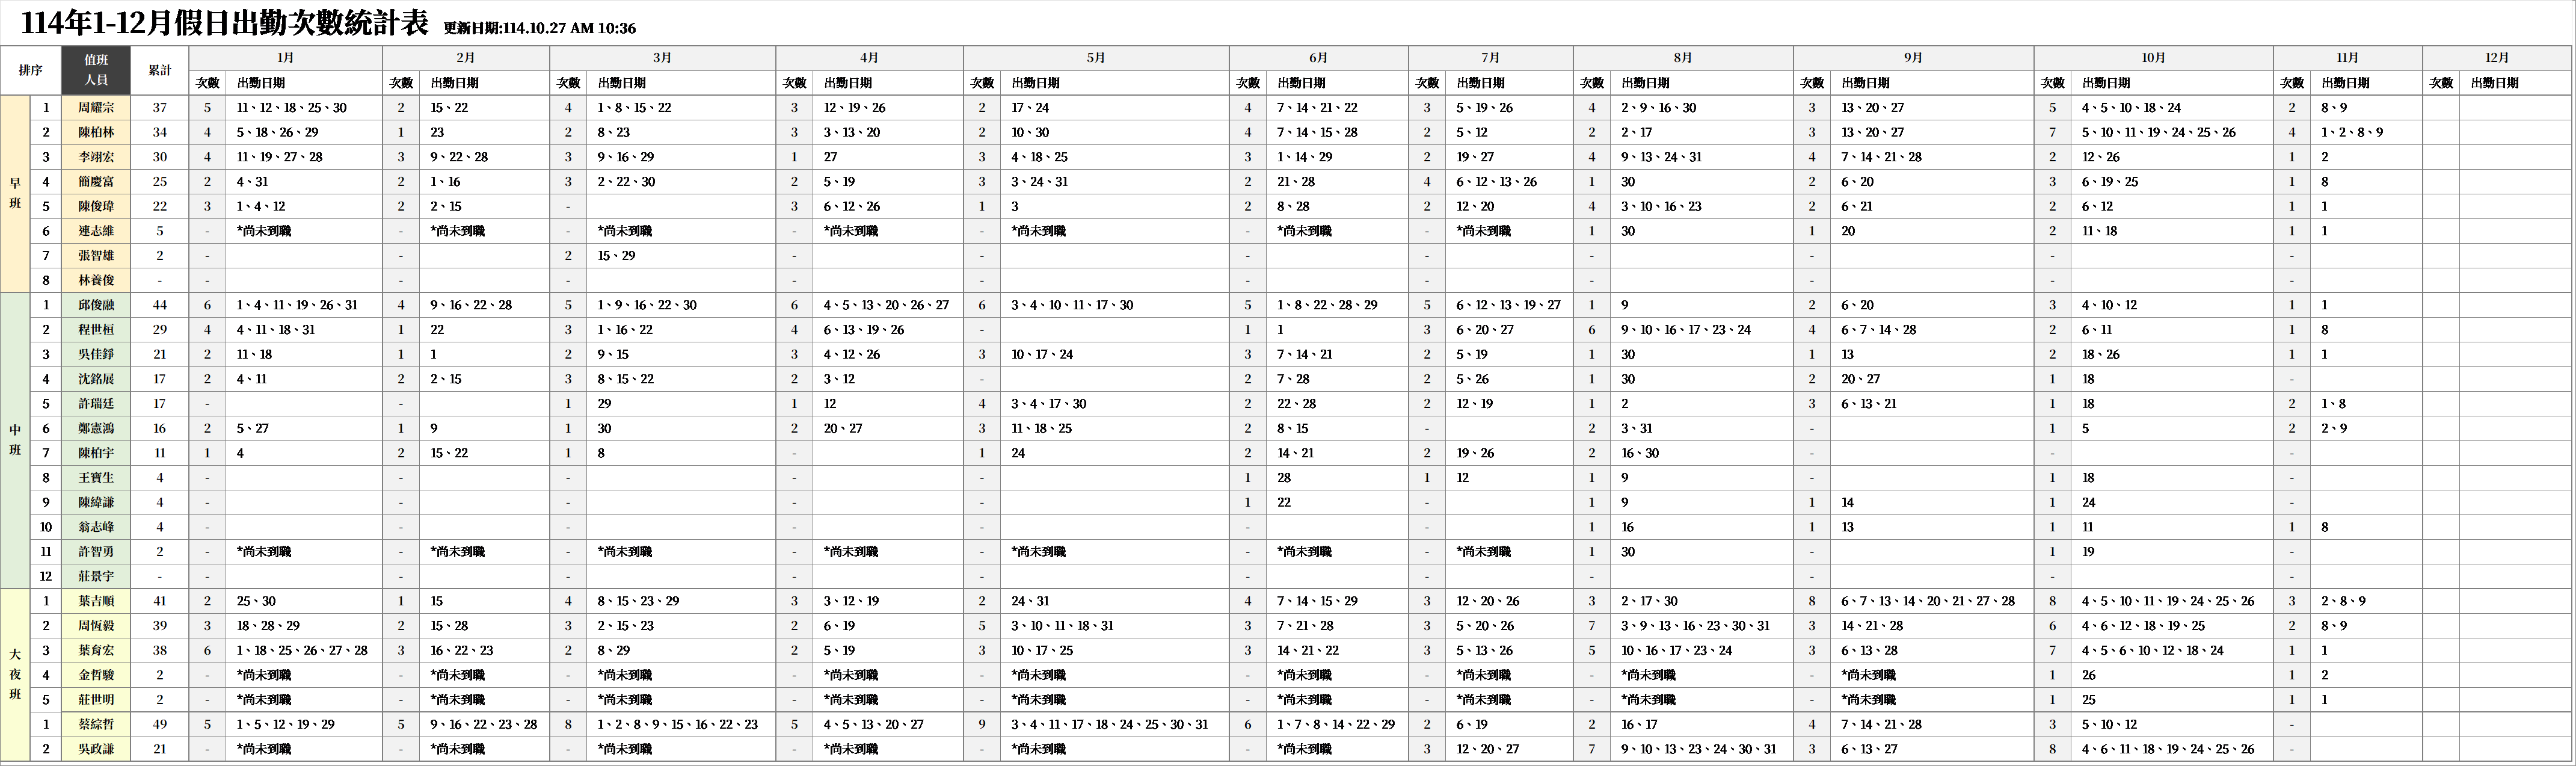 114年1-12月假日出勤次數統計表 更新日期:114.10.27 AM 10:36
排序 值班人員 累計 1月 2月 3月 4月 5月 6月 7月 8月 9月 10月 11月 12月
次數 出勤日期 次數 出勤日期 次數 出勤日期 次數 出勤日期 次數 出勤日期 次數 出勤日期 次數 出勤日期 次數 出勤日期 次數 出勤日期 次數 出勤日期 次數 出勤日期 次數 出勤日期
早班
1 周耀宗 37 5 11、12、18、25、30 2 15、22 4 1、8、15、22 3 12、19、26 2 17、24 4 7、14、21、22 3 5、19、26 4 2、9、16、30 3 13、20、27 5 4、5、10、18、24 2 8、9
2 陳柏林 34 4 5、18、26、29 1 23 2 8、23 3 3、13、20 2 10、30 4 7、14、15、28 2 5、12 2 2、17 3 13、20、27 7 5、10、11、19、24、25、26 4 1、2、8、9
3 李翊宏 30 4 11、19、27、28 3 9、22、28 3 9、16、29 1 27 3 4、18、25 3 1、14、29 2 19、27 4 9、13、24、31 4 7、14、21、28 2 12、26 1 2
4 簡慶富 25 2 4、31 2 1、16 3 2、22、30 2 5、19 3 3、24、31 2 21、28 4 6、12、13、26 1 30 2 6、20 3 6、19、25 1 8
5 陳俊瑋 22 3 1、4、12 2 2、15 - 3 6、12、26 1 3 2 8、28 2 12、20 4 3、10、16、23 2 6、21 2 6、12 1 1
6 連志維 5 - *尚未到職 - *尚未到職 - *尚未到職 - *尚未到職 - *尚未到職 - *尚未到職 - *尚未到職 1 30 1 20 2 11、18 1 1
7 張智雄 2 - - 2 15、29 - - - - - - - -
8 林養俊 - - - - - - - - - - - -
中班
1 邱俊融 44 6 1、4、11、19、26、31 4 9、16、22、28 5 1、9、16、22、30 6 4、5、13、20、26、27 6 3、4、10、11、17、30 5 1、8、22、28、29 5 6、12、13、19、27 1 9 2 6、20 3 4、10、12 1 1
2 程世桓 29 4 4、11、18、31 1 22 3 1、16、22 4 6、13、19、26 - 1 1 3 6、20、27 6 9、10、16、17、23、24 4 6、7、14、28 2 6、11 1 8
3 吳佳錚 21 2 11、18 1 1 2 9、15 3 4、12、26 3 10、17、24 3 7、14、21 2 5、19 1 30 1 13 2 18、26 1 1
4 沈銘展 17 2 4、11 2 2、15 3 8、15、22 2 3、12 - 2 7、28 2 5、26 1 30 2 20、27 1 18 -
5 許瑞廷 17 - - 1 29 1 12 4 3、4、17、30 2 22、28 2 12、19 1 2 3 6、13、21 1 18 2 1、8
6 鄭憲鴻 16 2 5、27 1 9 1 30 2 20、27 3 11、18、25 2 8、15 - 2 3、31 - 1 5 2 2、9
7 陳柏宇 11 1 4 2 15、22 1 8 - 1 24 2 14、21 2 19、26 2 16、30 - - -
8 王寶生 4 - - - - - 1 28 1 12 1 9 - 1 18 -
9 陳緯謙 4 - - - - - 1 22 - 1 9 1 14 1 24 -
10 翁志峰 4 - - - - - - - 1 16 1 13 1 11 1 8
11 許智勇 2 - *尚未到職 - *尚未到職 - *尚未到職 - *尚未到職 - *尚未到職 - *尚未到職 - *尚未到職 1 30 - 1 19 -
12 莊景宇 - - - - - - - - - - - -
大夜班
1 葉吉順 41 2 25、30 1 15 4 8、15、23、29 3 3、12、19 2 24、31 4 7、14、15、29 3 12、20、26 3 2、17、30 8 6、7、13、14、20、21、27、28 8 4、5、10、11、19、24、25、26 3 2、8、9
2 周恆毅 39 3 18、28、29 2 15、28 3 2、15、23 2 6、19 5 3、10、11、18、31 3 7、21、28 3 5、20、26 7 3、9、13、16、23、30、31 3 14、21、28 6 4、6、12、18、19、25 2 8、9
3 葉育宏 38 6 1、18、25、26、27、28 3 16、22、23 2 8、29 2 5、19 3 10、17、25 3 14、21、22 3 5、13、26 5 10、16、17、23、24 3 6、13、28 7 4、5、6、10、12、18、24 1 1
4 金哲駿 2 - *尚未到職 - *尚未到職 - *尚未到職 - *尚未到職 - *尚未到職 - *尚未到職 - *尚未到職 - *尚未到職 - *尚未到職 1 26 1 2
5 莊世明 2 - *尚未到職 - *尚未到職 - *尚未到職 - *尚未到職 - *尚未到職 - *尚未到職 - *尚未到職 - *尚未到職 - *尚未到職 1 25 1 1
1 蔡綜哲 49 5 1、5、12、19、29 5 9、16、22、23、28 8 1、2、8、9、15、16、22、23 5 4、5、13、20、27 9 3、4、11、17、18、24、25、30、31 6 1、7、8、14、22、29 2 6、19 2 16、17 4 7、14、21、28 3 5、10、12 -
2 吳政謙 21 - *尚未到職 - *尚未到職 - *尚未到職 - *尚未到職 - *尚未到職 - *尚未到職 3 12、20、27 7 9、10、13、23、24、30、31 3 6、13、27 8 4、6、11、18、19、24、25、26 -